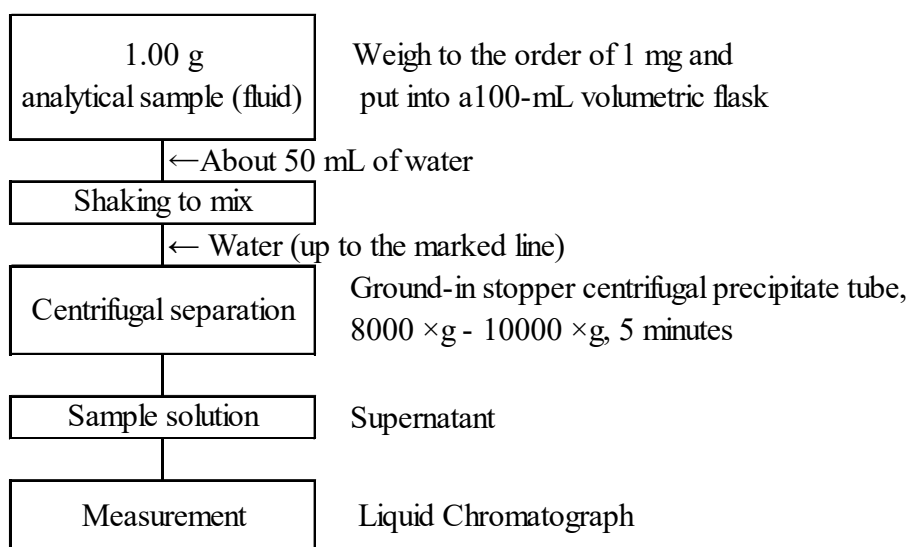 1.00 g
analytical sample (fluid)
Weigh to the order of 1 mg and
put into a100-mL volumetric flask
←About 50 mL of water
Shaking to mix
← Water (up to the marked line)
Centrifugal separation
Ground-in stopper centrifugal precipitate tube,
8000 ×g - 10000 ×g, 5 minutes
Sample solution
Supernatant
Measurement
Liquid Chromatograph